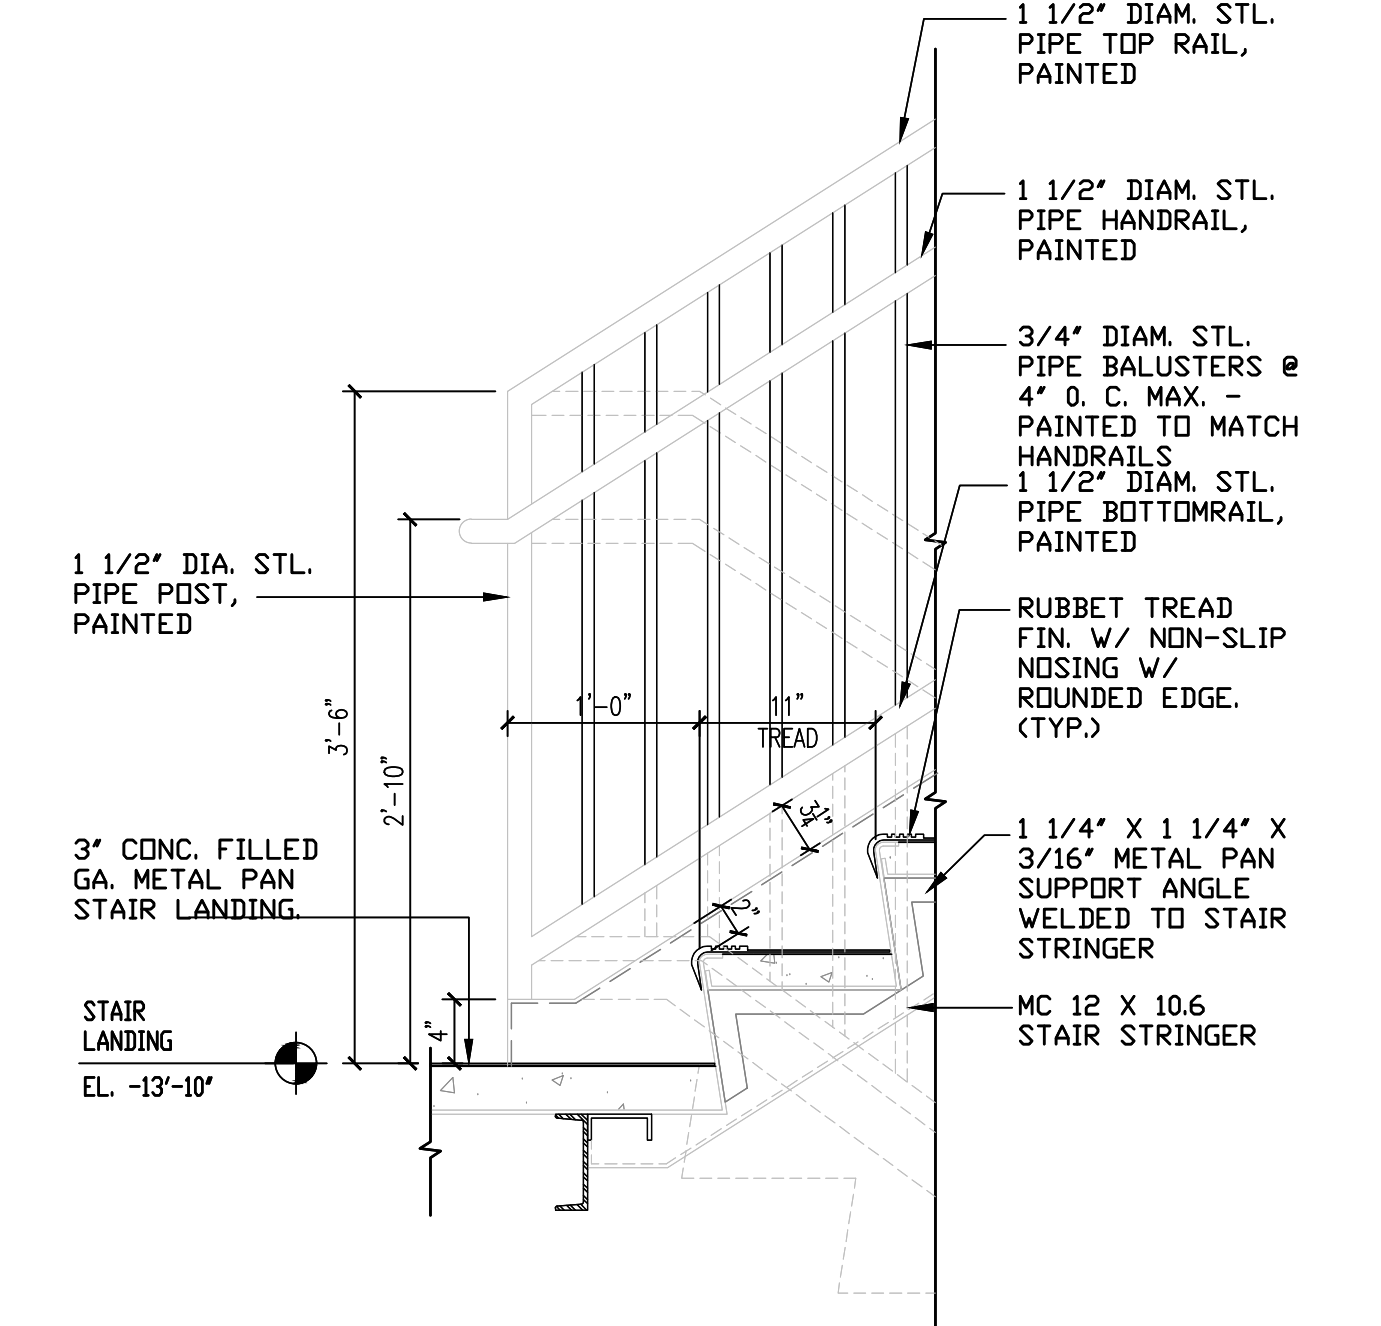 1 1/2" DIAM. STL.
PIPE TOP RAIL,
PAINTED
1 1/2" DIAM. STL.
PIPE HANDRAIL,
PAINTED
3/4" DIAM. STL.
PIPE BALUSTERS @
4" O. C. MAX. -
PAINTED TO MATCH
HANDRAILS
1 1/2" DIAM. STL.
PIPE BOTTOMRAIL,
PAINTED
1 1/2" DIA. STL.
PIPE POST,
PAINTED
RUBBET TREAD
FIN. W/ NON-SLIP
NOSING W/
ROUNDED EDGE.
(TYP.)
1'-0"
11"
TREAD
3'-6"
2'-10"
3 1/4"
2"
4"
3" CONC. FILLED
GA. METAL PAN
STAIR LANDING.
1 1/4" X 1 1/4" X
3/16" METAL PAN
SUPPORT ANGLE
WELDED TO STAIR
STRINGER
MC 12 X 10.6
STAIR STRINGER
STAIR
LANDING
EL. -13'-10"